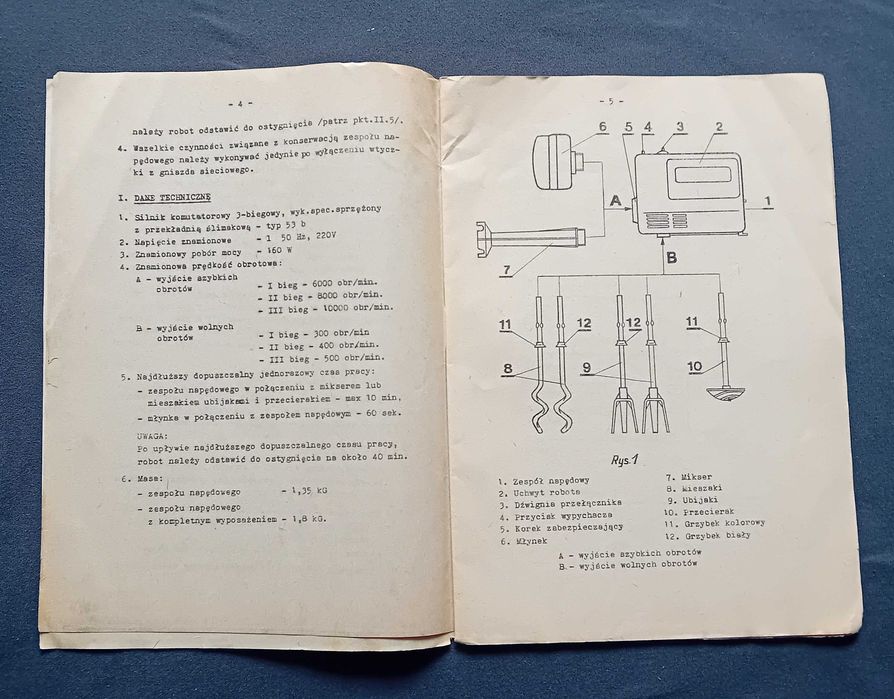 - 4 -
należy robot odstawić do ostygnięcia /patrz pkt.II.5/.
4. Wszelkie czynności związane z konserwacją zespołu na-
pędowego należy wykonywać jedynie po wyłączeniu wtycz-
ki z gniazda sieciowego.
I. DANE TECHNICZNE
1. Silnik komutatorowy 3-biegowy, wyk.spec.sprzężony
z przekładnią ślimakową - typ 53 b
2. Napięcie znamionowe - 1 50 Hz, 220V
3. Znamionowy pobór mocy - 160 W
4. Znamionowa prędkość obrotowa:
A - wyjście szybkich
obrotów - I bieg - 6000 obr/min.
- II bieg - 8000 obr/min.
- III bieg - 10000 obr/min.
B - wyjście wolnych
obrotów - I bieg - 300 obr/min
- II bieg - 400 obr/min.
- III bieg - 500 obr/min.
5. Najdłuższy dopuszczalny jednorazowy czas pracy:
- zespołu napędowego w połączeniu z mikserem lub
mieszakiem ubijakami i przecierakiem - max 10 min,
- młynka w połączeniu z zespołem napędowym - 60 sek.
UWAGA:
Po upływie najdłuższego dopuszczalnego czasu pracy,
robot należy odstawić do ostygnięcia na około 40 min.
6. Masa:
- zespołu napędowego - 1,35 kG
- zespołu napędowego
z kompletnym wyposażeniem - 1,8 kG.
- 5 -
6 5 4 3 2
A
1
7
B
11 12 12 11
8 9 10
Rys.1
1. Zespół napędowy
2. Uchwyt robota
3. Dźwignia przełącznika
4. Przycisk wypychacza
5. Korek zabezpieczający
6. Młynek
7. Mikser
8. Mieszaki
9. Ubijaki
10. Przecierak
11. Grzybek kolorowy
12. Grzybek biały
A - wyjście szybkich obrotów
B - wyjście wolnych obrotów